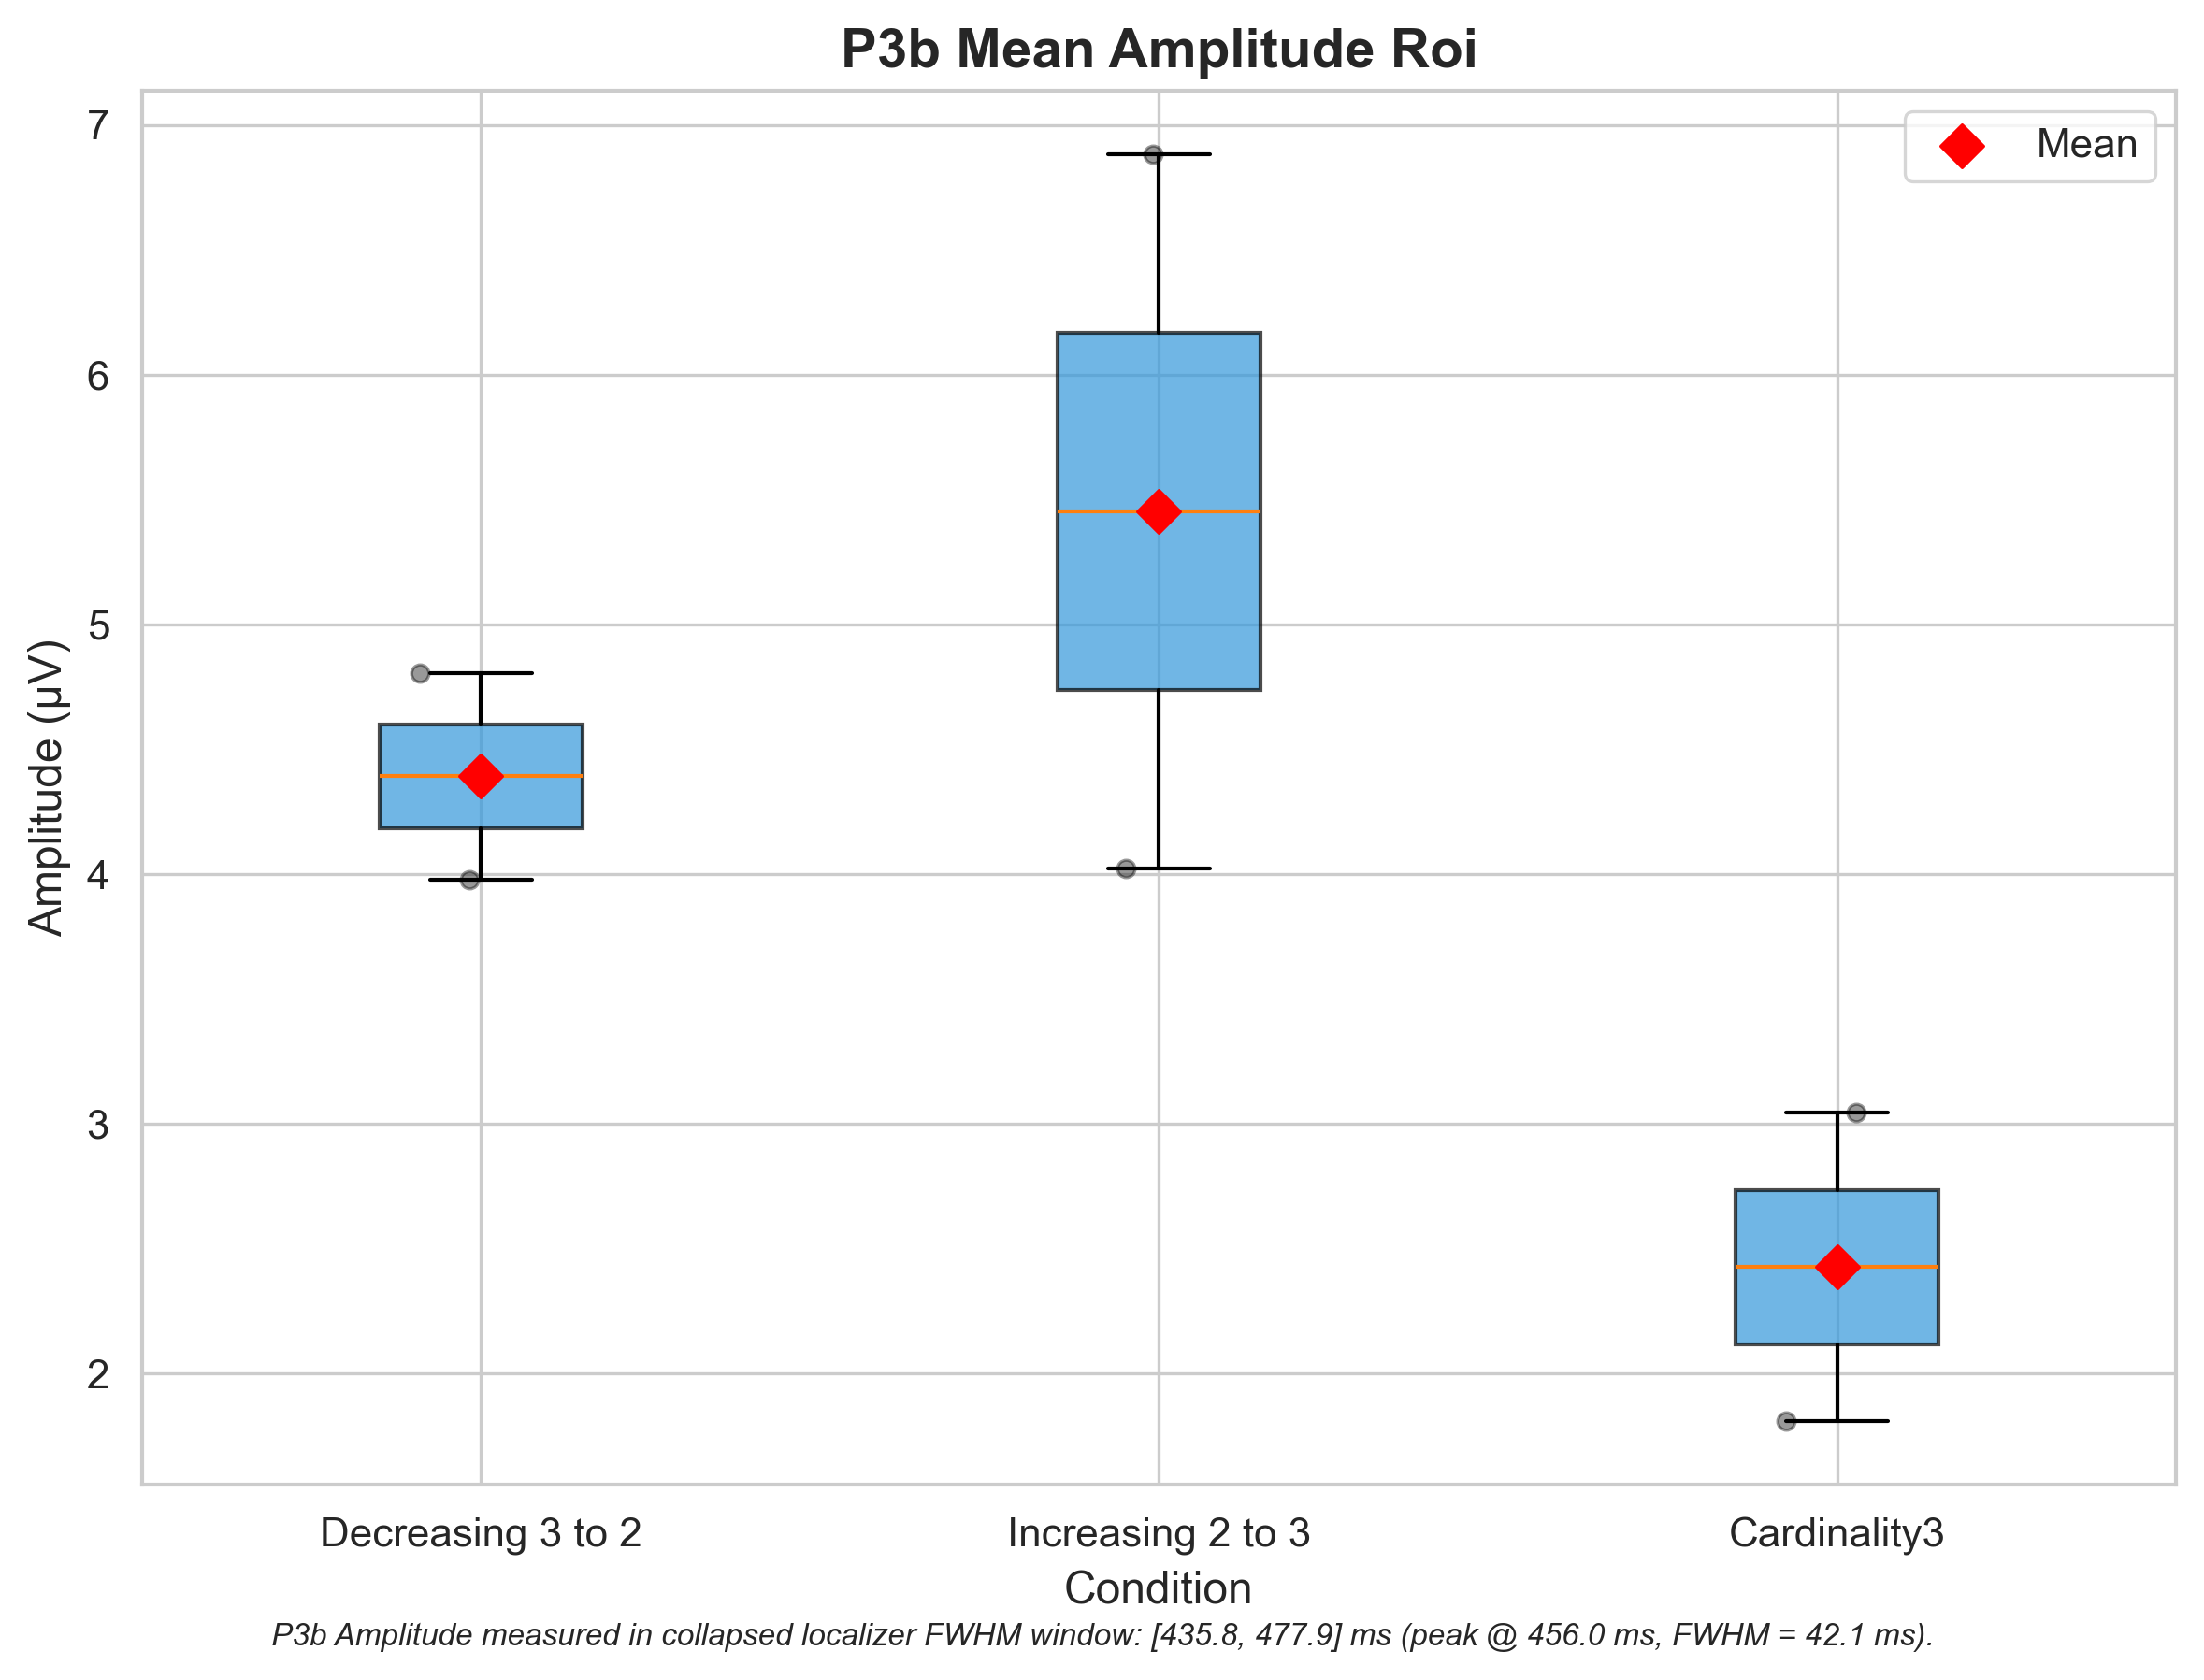 P3b Mean Amplitude Roi
Mean
7
6
5
4
3
2
Amplitude (µV)
Decreasing 3 to 2
Increasing 2 to 3
Cardinality3
Condition
P3b Amplitude measured in collapsed localizer FWHM window: [435.8, 477.9] ms (peak @ 456.0 ms, FWHM = 42.1 ms).